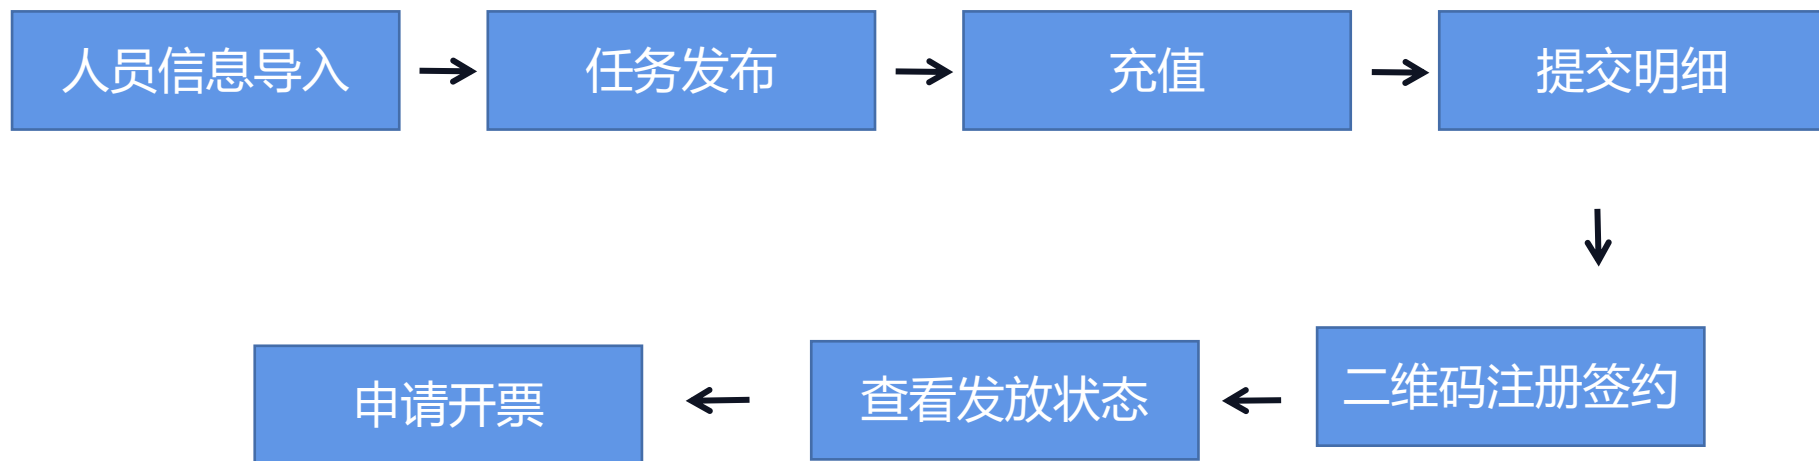 人员信息导入
任务发布
充值
提交明细
二维码注册签约
查看发放状态
申请开票